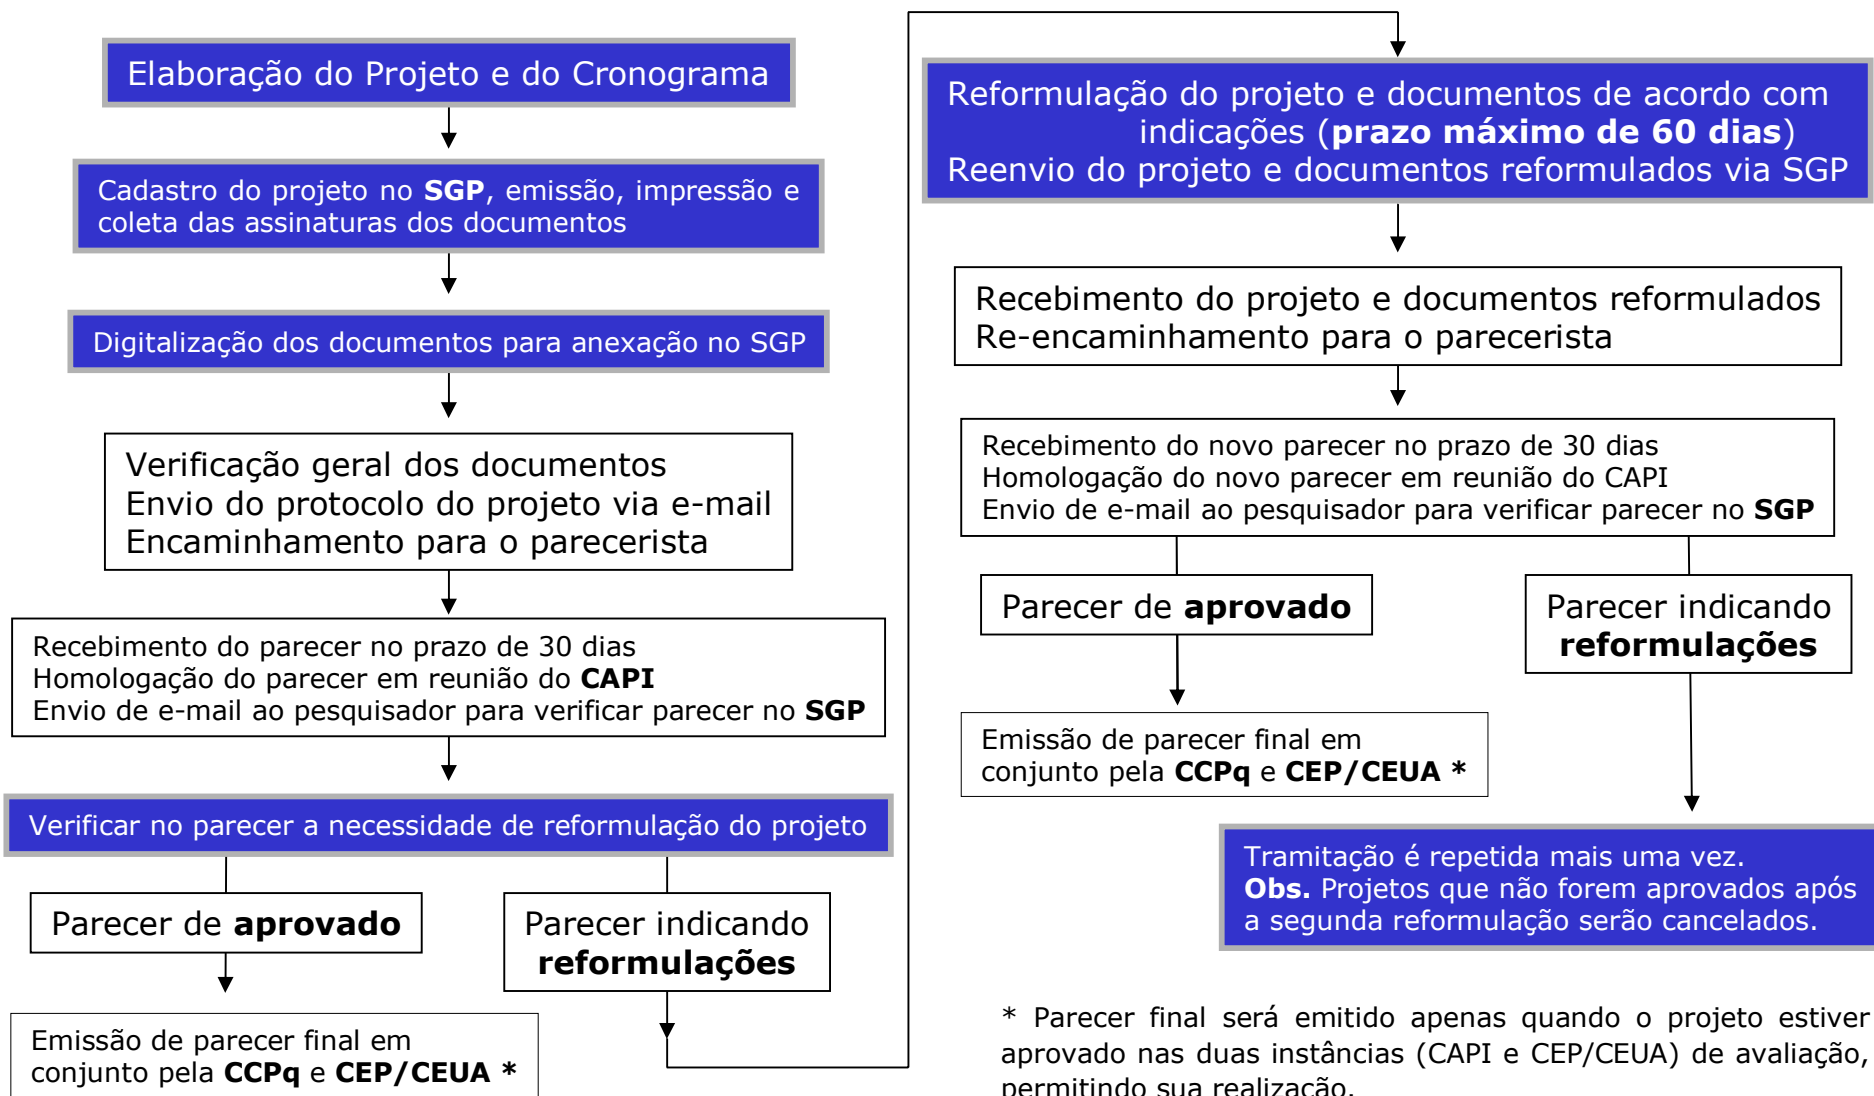 Elaboração do Projeto e do Cronograma
Cadastro do projeto no SGP, emissão, impressão e
coleta das assinaturas dos documentos
Digitalização dos documentos para anexação no SGP
Verificação geral dos documentos
Envio do protocolo do projeto via e-mail
Encaminhamento para o parecerista
Recebimento do parecer no prazo de 30 dias
Homologação do parecer em reunião do CAPI
Envio de e-mail ao pesquisador para verificar parecer no SGP
Verificar no parecer a necessidade de reformulação do projeto
Parecer de aprovado
Parecer indicando
reformulações
Emissão de parecer final em
conjunto pela CCPq e CEP/CEUA *
Reformulação do projeto e documentos de acordo com
indicações (prazo máximo de 60 dias)
Reenvio do projeto e documentos reformulados via SGP
Recebimento do projeto e documentos reformulados
Re-encaminhamento para o parecerista
Recebimento do novo parecer no prazo de 30 dias
Homologação do novo parecer em reunião do CAPI
Envio de e-mail ao pesquisador para verificar parecer no SGP
Parecer de aprovado
Parecer indicando
reformulações
Emissão de parecer final em
conjunto pela CCPq e CEP/CEUA *
Tramitação é repetida mais uma vez.
Obs. Projetos que não forem aprovados após
a segunda reformulação serão cancelados.
* Parecer final será emitido apenas quando o projeto estiver
aprovado nas duas instâncias (CAPI e CEP/CEUA) de avaliação,
permitindo sua realização.